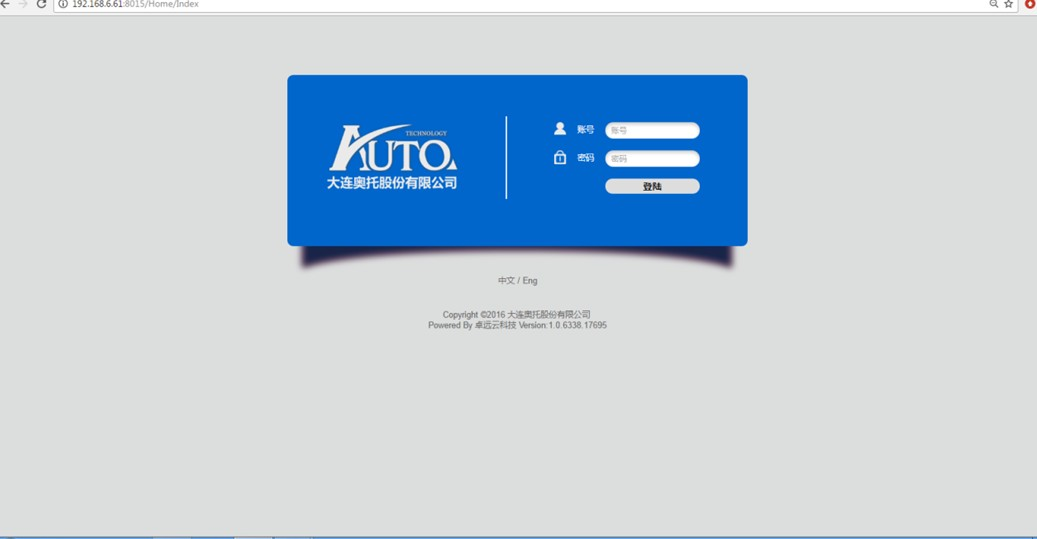 192.168.6.61:8015/Home/Index
TECHNOLOGY
AUTO
大连奥托股份有限公司
账号 账号
密码 密码
登陆
中文 / Eng
Copyright ©2016 大连奥托股份有限公司
Powered By 卓远云科技 Version:1.0.6338.17695